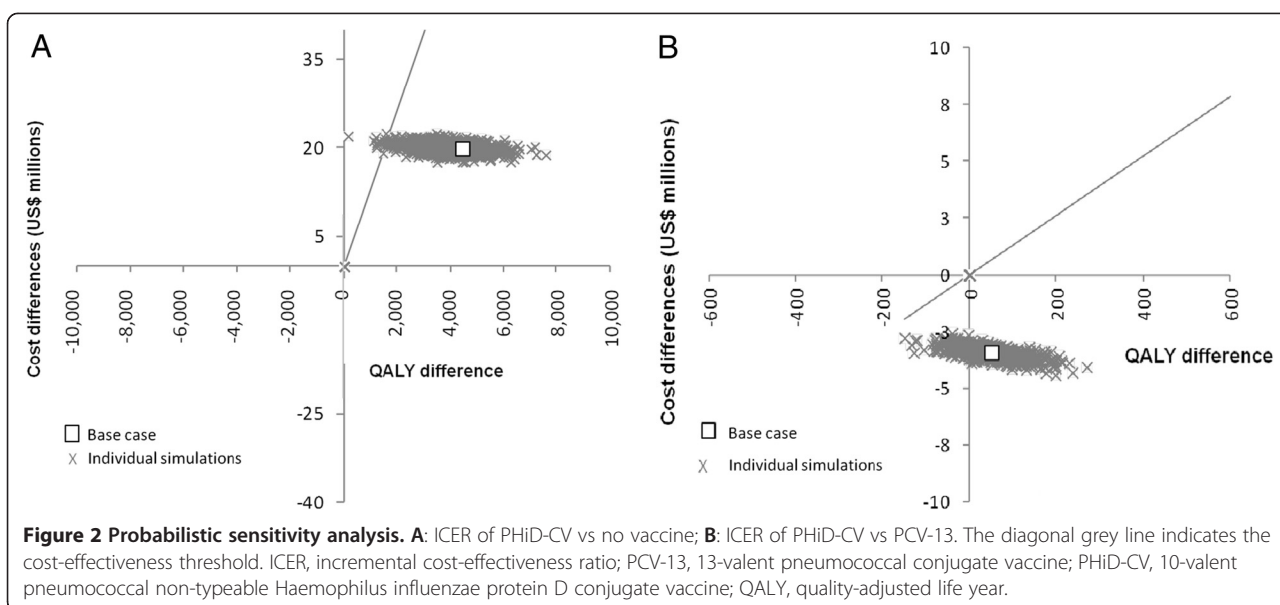 A
Cost differences (US$ millions)
35
20
5
-25
-40
-10,000
-8,000
-6,000
-4,000
-2,000
0
2,000
4,000
6,000
8,000
10,000
QALY difference
Base case
Individual simulations
B
Cost differences (US$ millions)
10
8
5
3
0
-3
-5
-8
-10
-600
-400
-200
0
200
400
600
QALY difference
Base case
Individual simulations
Figure 2 Probabilistic sensitivity analysis. A: ICER of PHiD-CV vs no vaccine; B: ICER of PHiD-CV vs PCV-13. The diagonal grey line indicates the
cost-effectiveness threshold. ICER, incremental cost-effectiveness ratio; PCV-13, 13-valent pneumococcal conjugate vaccine; PHiD-CV, 10-valent
pneumococcal non-typeable Haemophilus influenzae protein D conjugate vaccine; QALY, quality-adjusted life year.